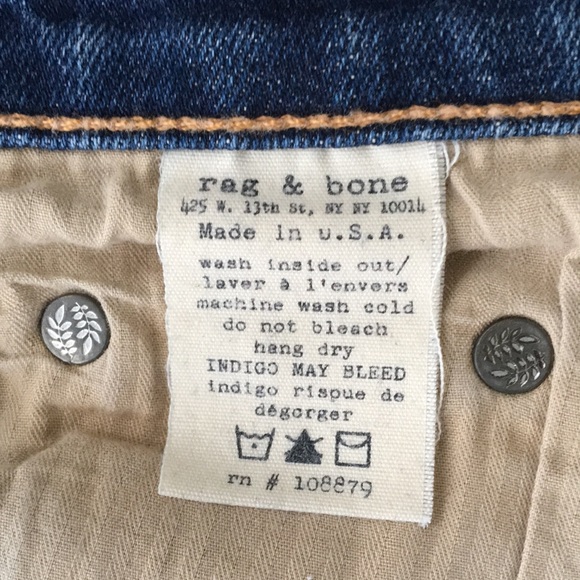 rag & bone
425 W. 13th St, NY NY 10014
Made in U.S.A.
wash inside out/
laver à l'envers
machine wash cold
do not bleach
hang dry
INDIGO MAY BLEED
indigo risque de
dégorger
rn # 108879